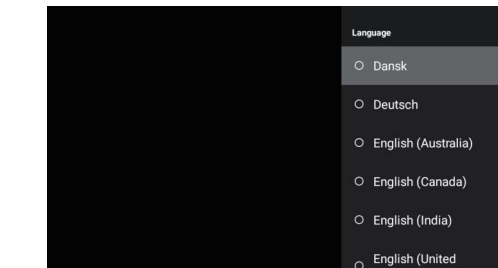 Language
Dansk
Deutsch
English (Australia)
English (Canada)
English (India)
English (United